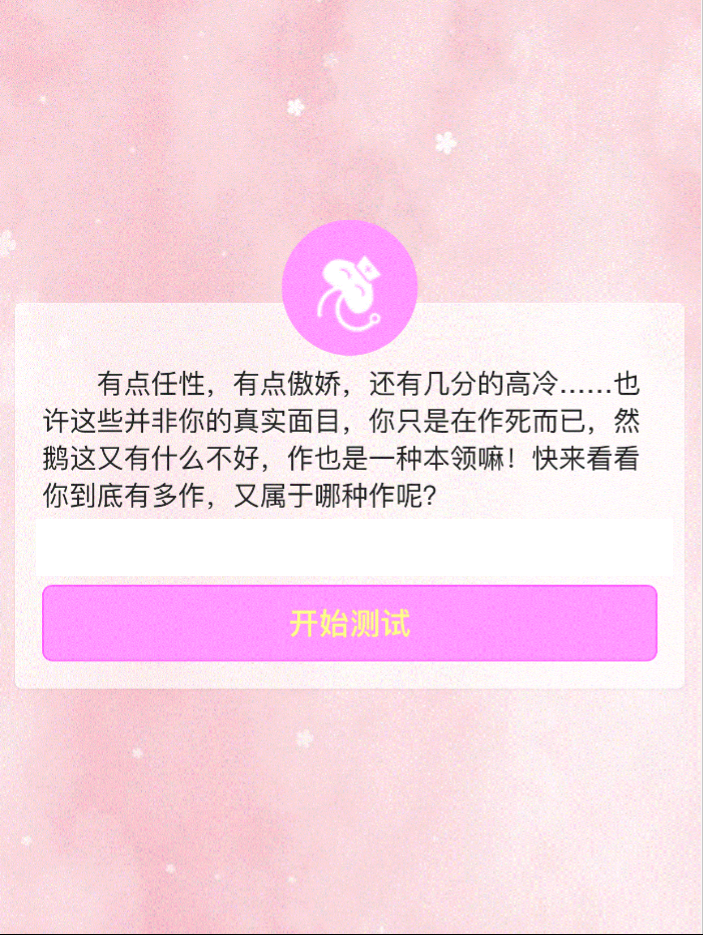 有点任性，有点傲娇，还有几分的高冷……也
许这些并非你的真实面目，你只是在作死而已，然
鹅这又有什么不好，作也是一种本领嘛！快来看看
你到底有多作，又属于哪种作呢？
开始测试